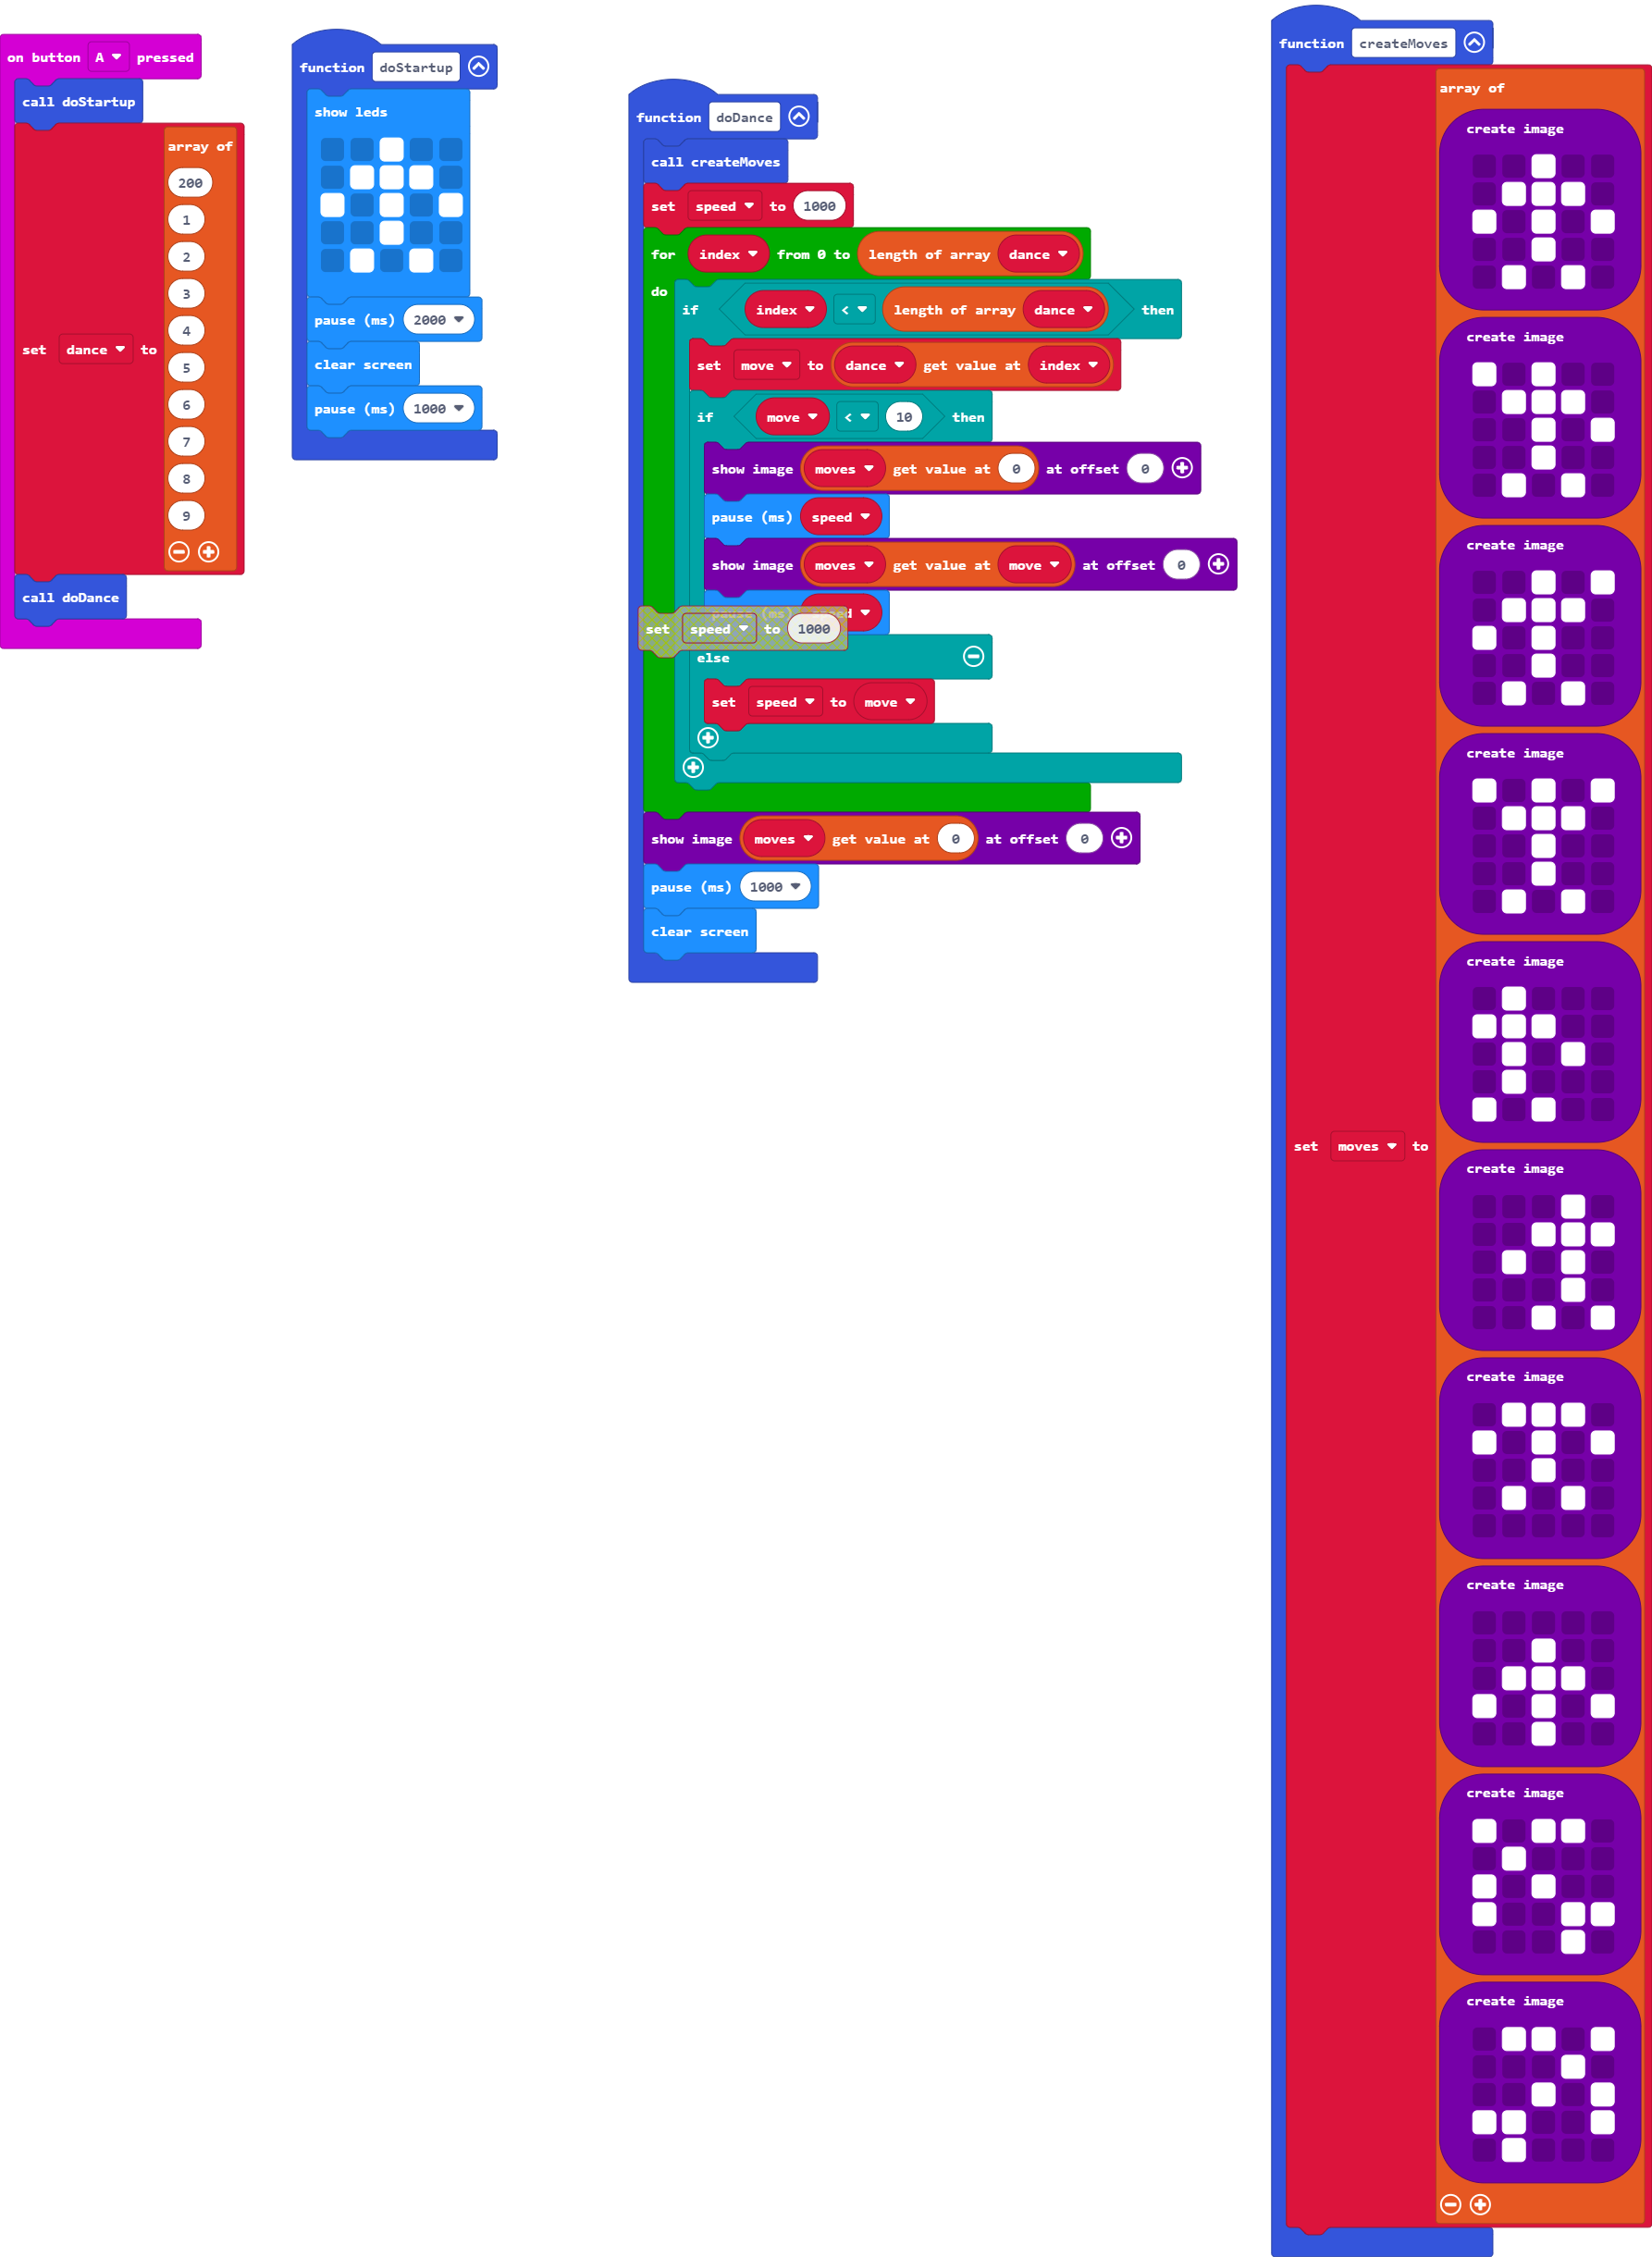 on button A pressed
call doStartup
array of
200
1
2
3
4
5
6
7
8
9
set dance to
call doDance
function doStartup
show leds
pause (ms) 2000
clear screen
pause (ms) 1000
function doDance
call createMoves
set speed to 1000
for index from 0 to length of array dance
do
if index < length of array dance then
set move to dance get value at index
if move < 10 then
show image moves get value at 0 at offset 0
pause (ms) speed
show image moves get value at move at offset 0
pause (ms) speed
set speed to 1000
else
set speed to move
show image moves get value at 0 at offset 0
pause (ms) 1000
clear screen
function createMoves
array of
create image
create image
create image
create image
create image
set moves to
create image
create image
create image
create image
create image